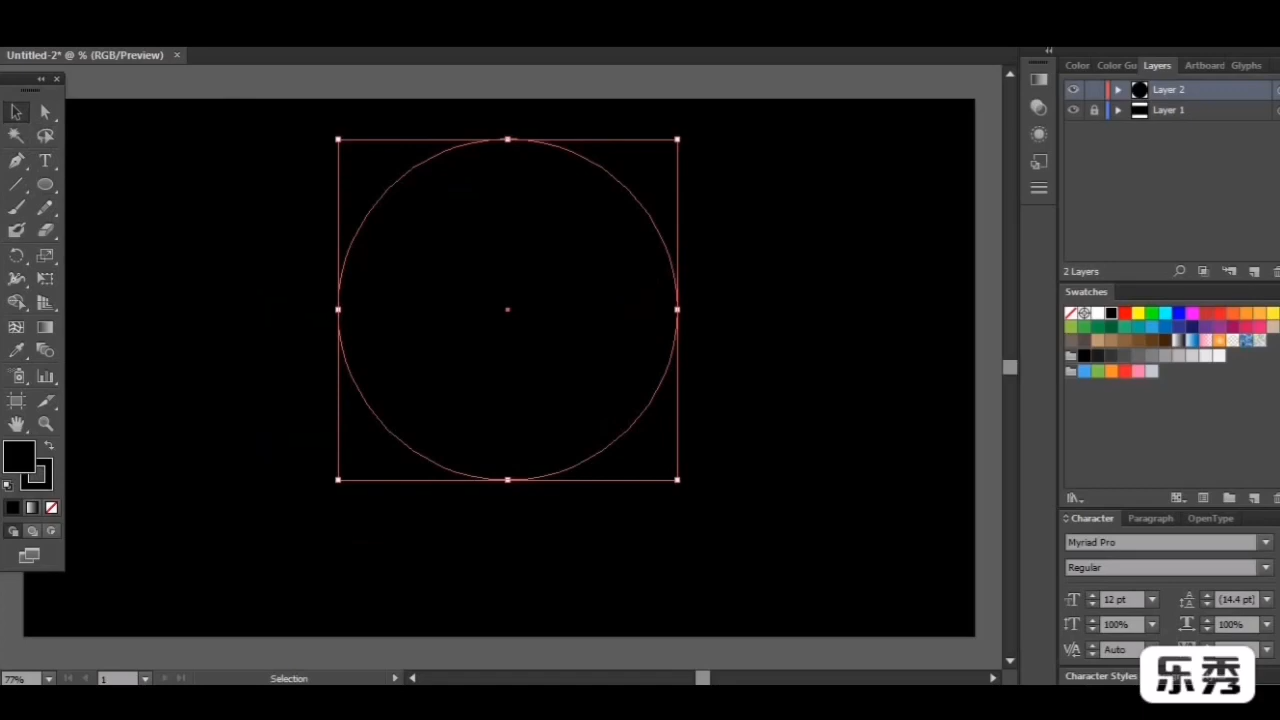 Untitled-2* @ % (RGB/Preview)
Color
Color Gu
Layers
Artboard
Glyphs
Layer 2
Layer 1
2 Layers
Swatches
Character
Paragraph
OpenType
Myriad Pro
Regular
12 pt
(14.4 pt)
100%
100%
Auto
Character Styles
77%
1
Selection
乐秀